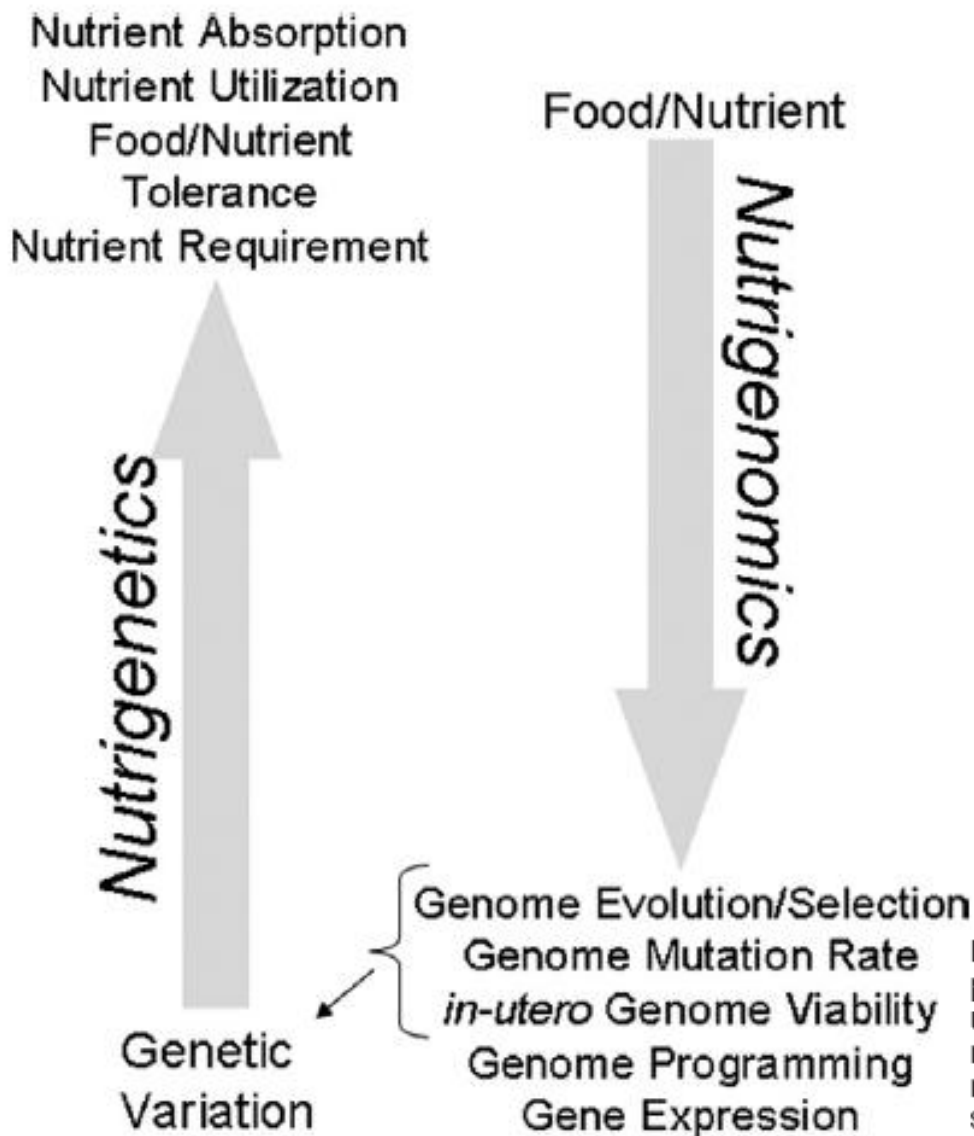 Nutrient Absorption
Nutrient Utilization
Food/Nutrient
Tolerance
Nutrient Requirement
Nutrigenetics
Genetic
Variation
Food/Nutrient
Nutrigenomics
Genome Evolution/Selection
Genome Mutation Rate
in-utero Genome Viability
Genome Programming
Gene Expression